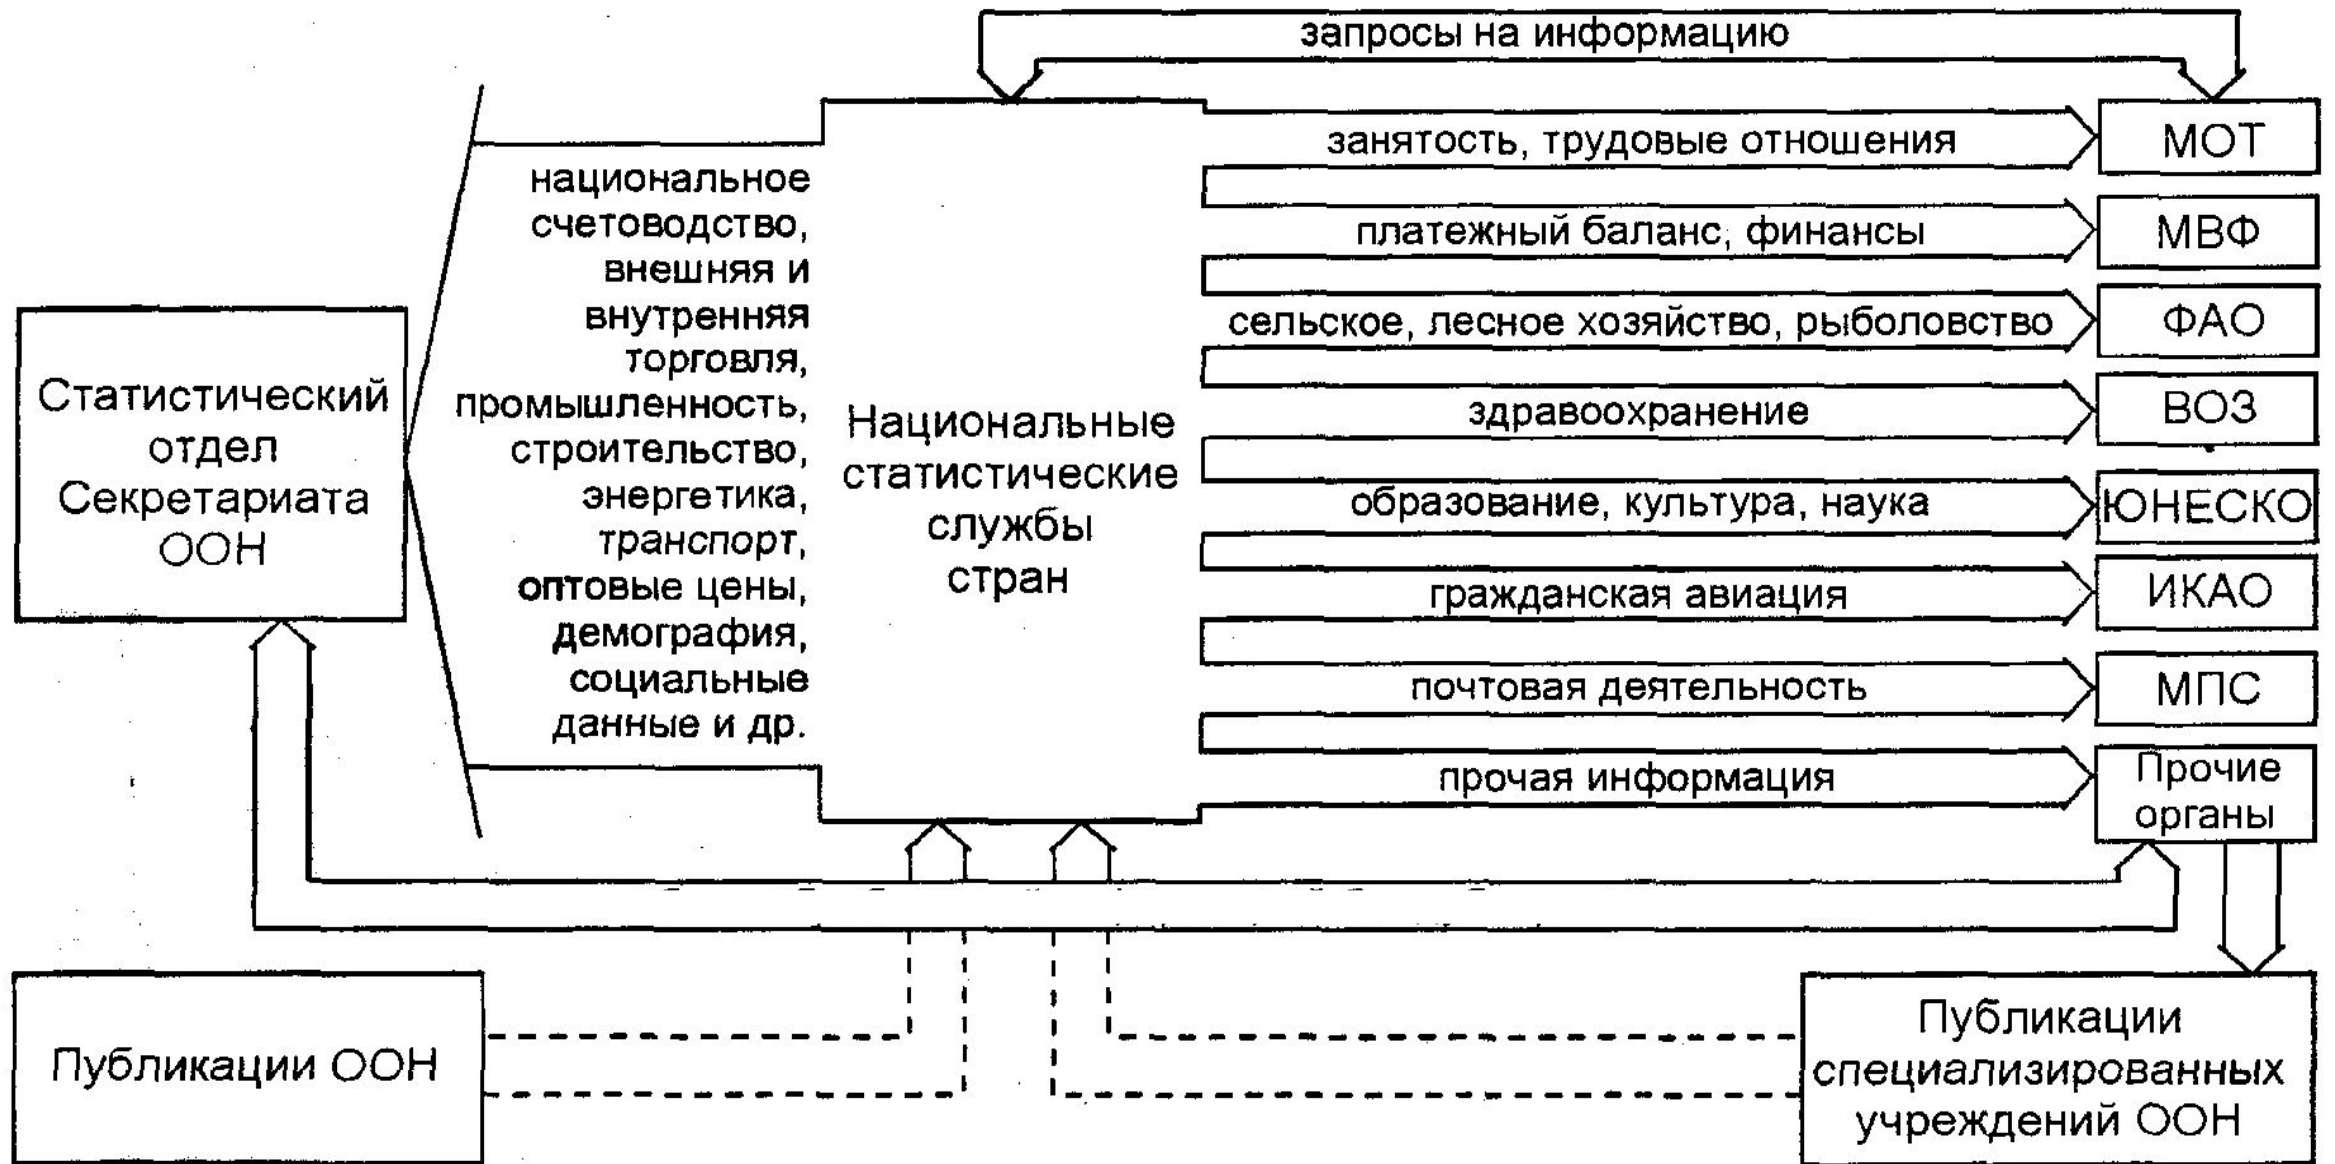 запросы на информацию
занятость, трудовые отношения
МОТ
национальное
счетоводство,
внешняя и
внутренняя
торговля,
промышленность,
строительство,
энергетика,
транспорт,
оптовые цены,
демография,
социальные
данные и др.
платежный баланс, финансы
МВФ
сельское, лесное хозяйство, рыболовство
ФАО
Статистический
отдел
Секретариата
ООН
Национальные
статистические
службы
стран
здравоохранение
ВОЗ
образование, культура, наука
ЮНЕСКО
гражданская авиация
ИКАО
почтовая деятельность
МПС
прочая информация
Прочие
органы
Публикации ООН
Публикации
специализированных
учреждений ООН